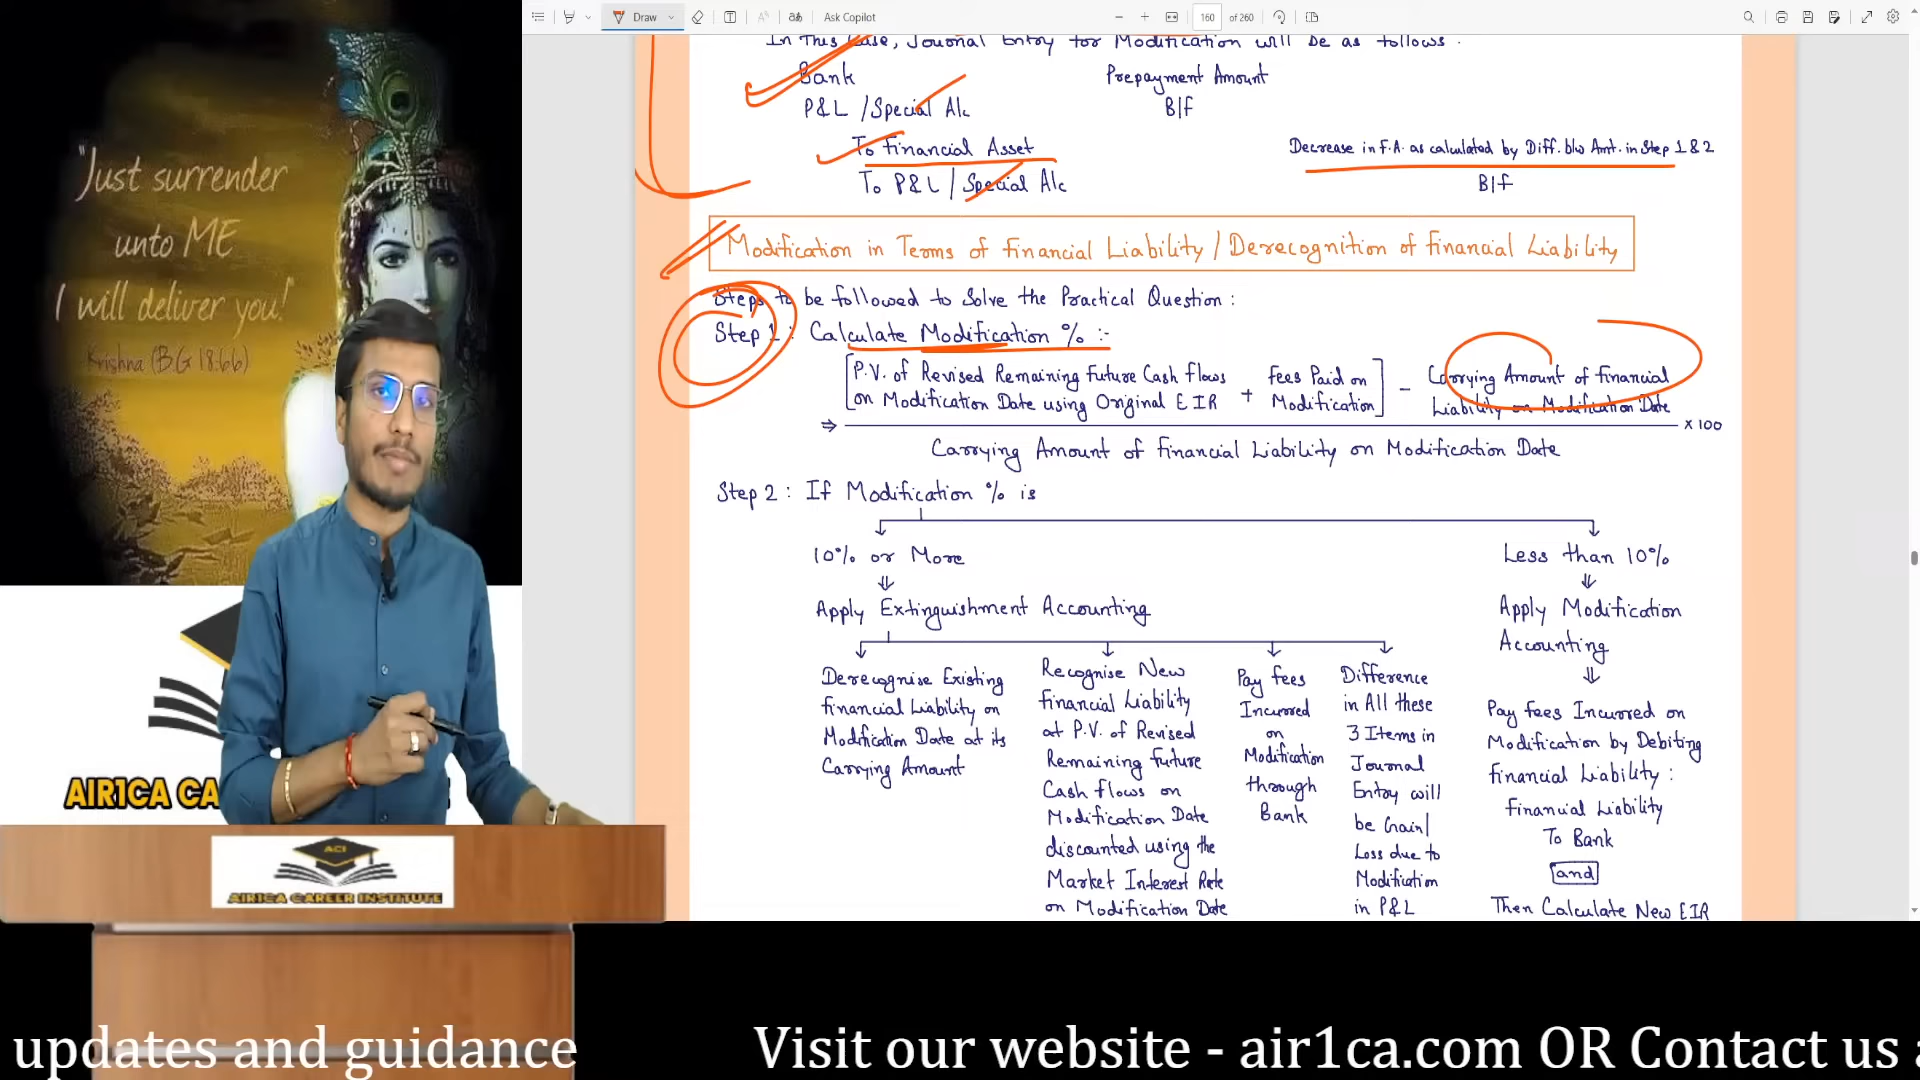 Draw
Ask Copilot
160
of 260
In This Case, Journal Entry for Modification will be as follows.
Bank
Prepayment Amount
P&L /Special A/c
B/f
To Financial Asset
Decrease in F.A. as calculated by Diff. b/w Amt. in Step 1 & 2
To P&L / Special A/c
B/f
Modification in Terms of Financial Liability / Derecognition of Financial Liability
Steps to be followed to Solve the Practical Question :
Step 1 : Calculate Modification % :-
[P.V. of Revised Remaining Future Cash Flows on Modification Date using Original EIR + Fees Paid on Modification] - Carrying Amount of Financial Liability on Modification Date
⇒ × 100
Carrying Amount of Financial Liability on Modification Date
Step 2 : If Modification % is
10% or More
Less than 10%
Apply Extinguishment Accounting
Apply Modification
Accounting
Derecognise Existing
Financial Liability on
Modification Date at its
Carrying Amount
Recognise New
Financial Liability
at P.V. of Revised
Remaining Future
Cash flows on
Modification Date
discounted using the
Market Interest Rate
on Modification Date
Pay fees
Incurred
on
Modification
through
Bank
Difference
in All these
3 Items in
Journal
Entry will
be Gain/
Loss due to
Modification
in P&L
Pay fees Incurred on
Modification by Debiting
Financial Liability :
Financial Liability
To Bank
and
Then Calculate New EIR
"Just surrender
unto ME
I will deliver you!"
Krishna (B.G 18:66)
AIR1CA CA
ACI
AIR1CA CAREER INSTITUTE
updates and guidance
Visit our website - air1ca.com OR Contact us a